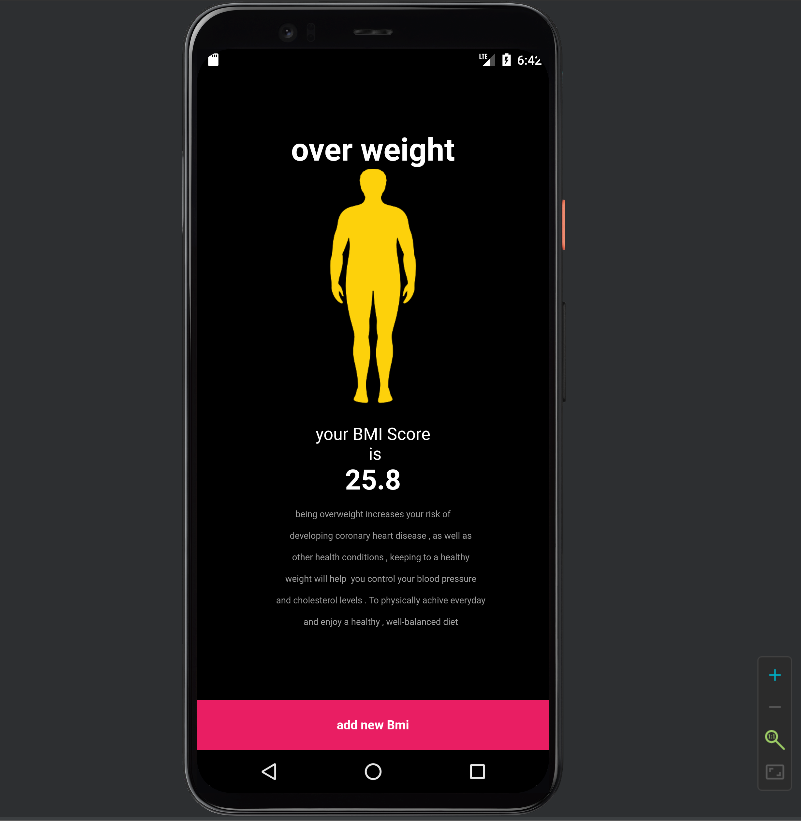 LTE 6:42
over weight
your BMI Score
is
25.8
being overweight increases your risk of
developing coronary heart disease , as well as
other health conditions , keeping to a healthy
weight will help  you control your blood pressure
and cholesterol levels . To physically achive everyday
and enjoy a healthy , well-balanced diet
add new Bmi
1:1